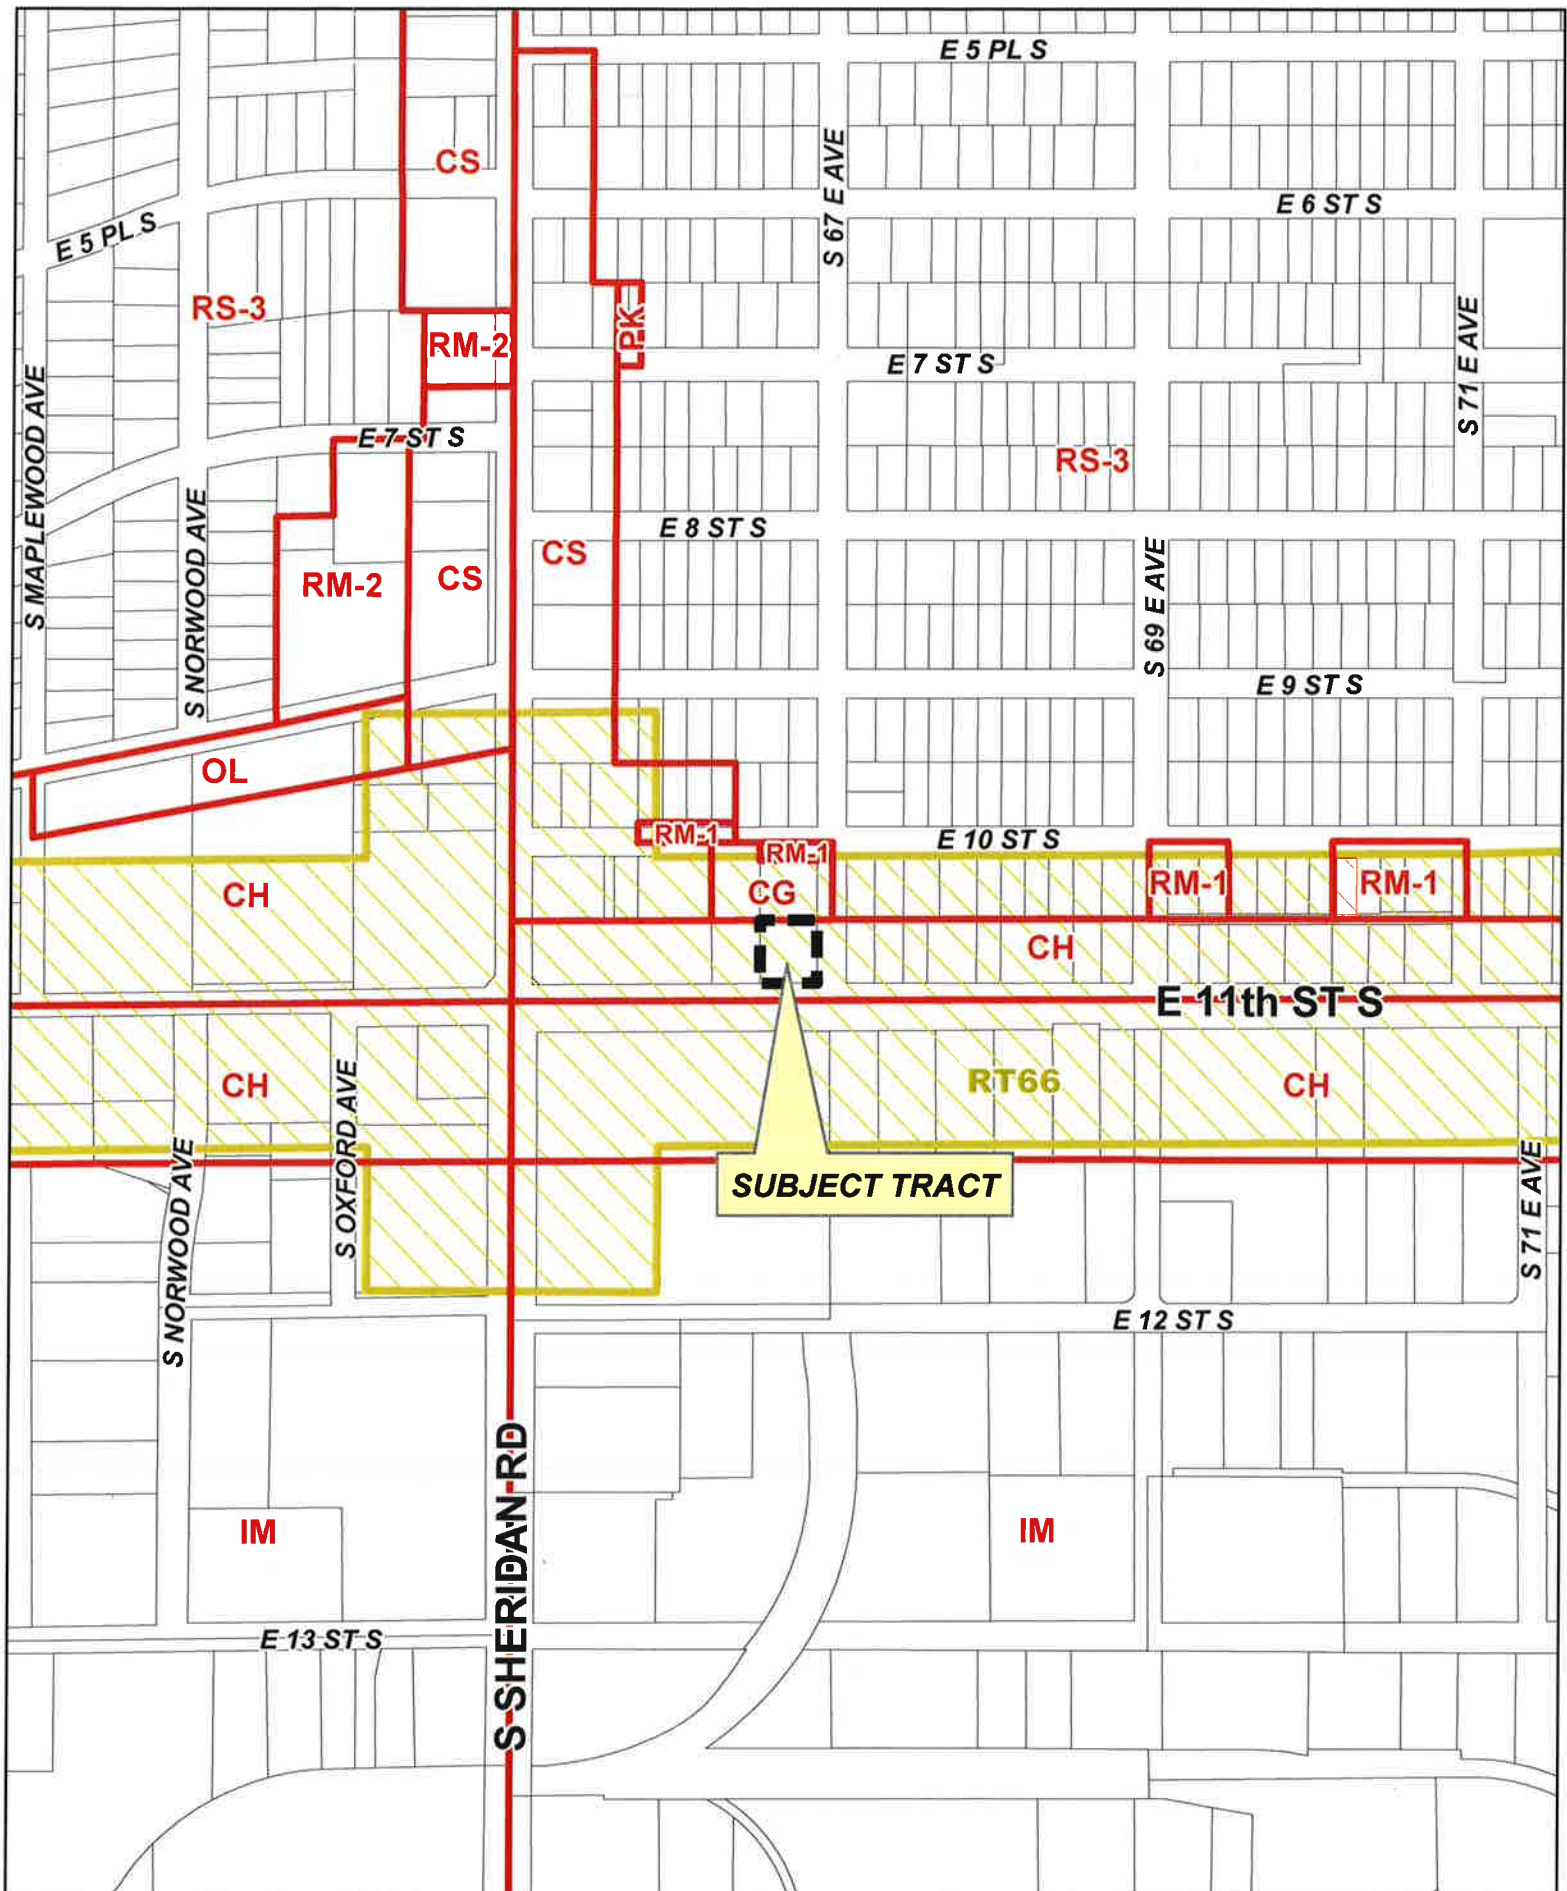 E 5 PL S
CS
S 67 E AVE
E 6 ST S
E 5 PL S
RS-3
PK
RM-2
E 7 ST S
S 71 E AVE
S MAPLEWOOD AVE
E 7 ST S
RS-3
S NORWOOD AVE
E 8 ST S
CS
RM-2
CS
S 69 E AVE
E 9 ST S
OL
RM-1
E 10 ST S
RM-1
CH
CG
RM-1
RM-1
CH
E 11th ST S
CH
S OXFORD AVE
RT66
CH
SUBJECT TRACT
S NORWOOD AVE
S 71 E AVE
E 12 ST S
S SHERIDAN RD
IM
IM
E 13 ST S